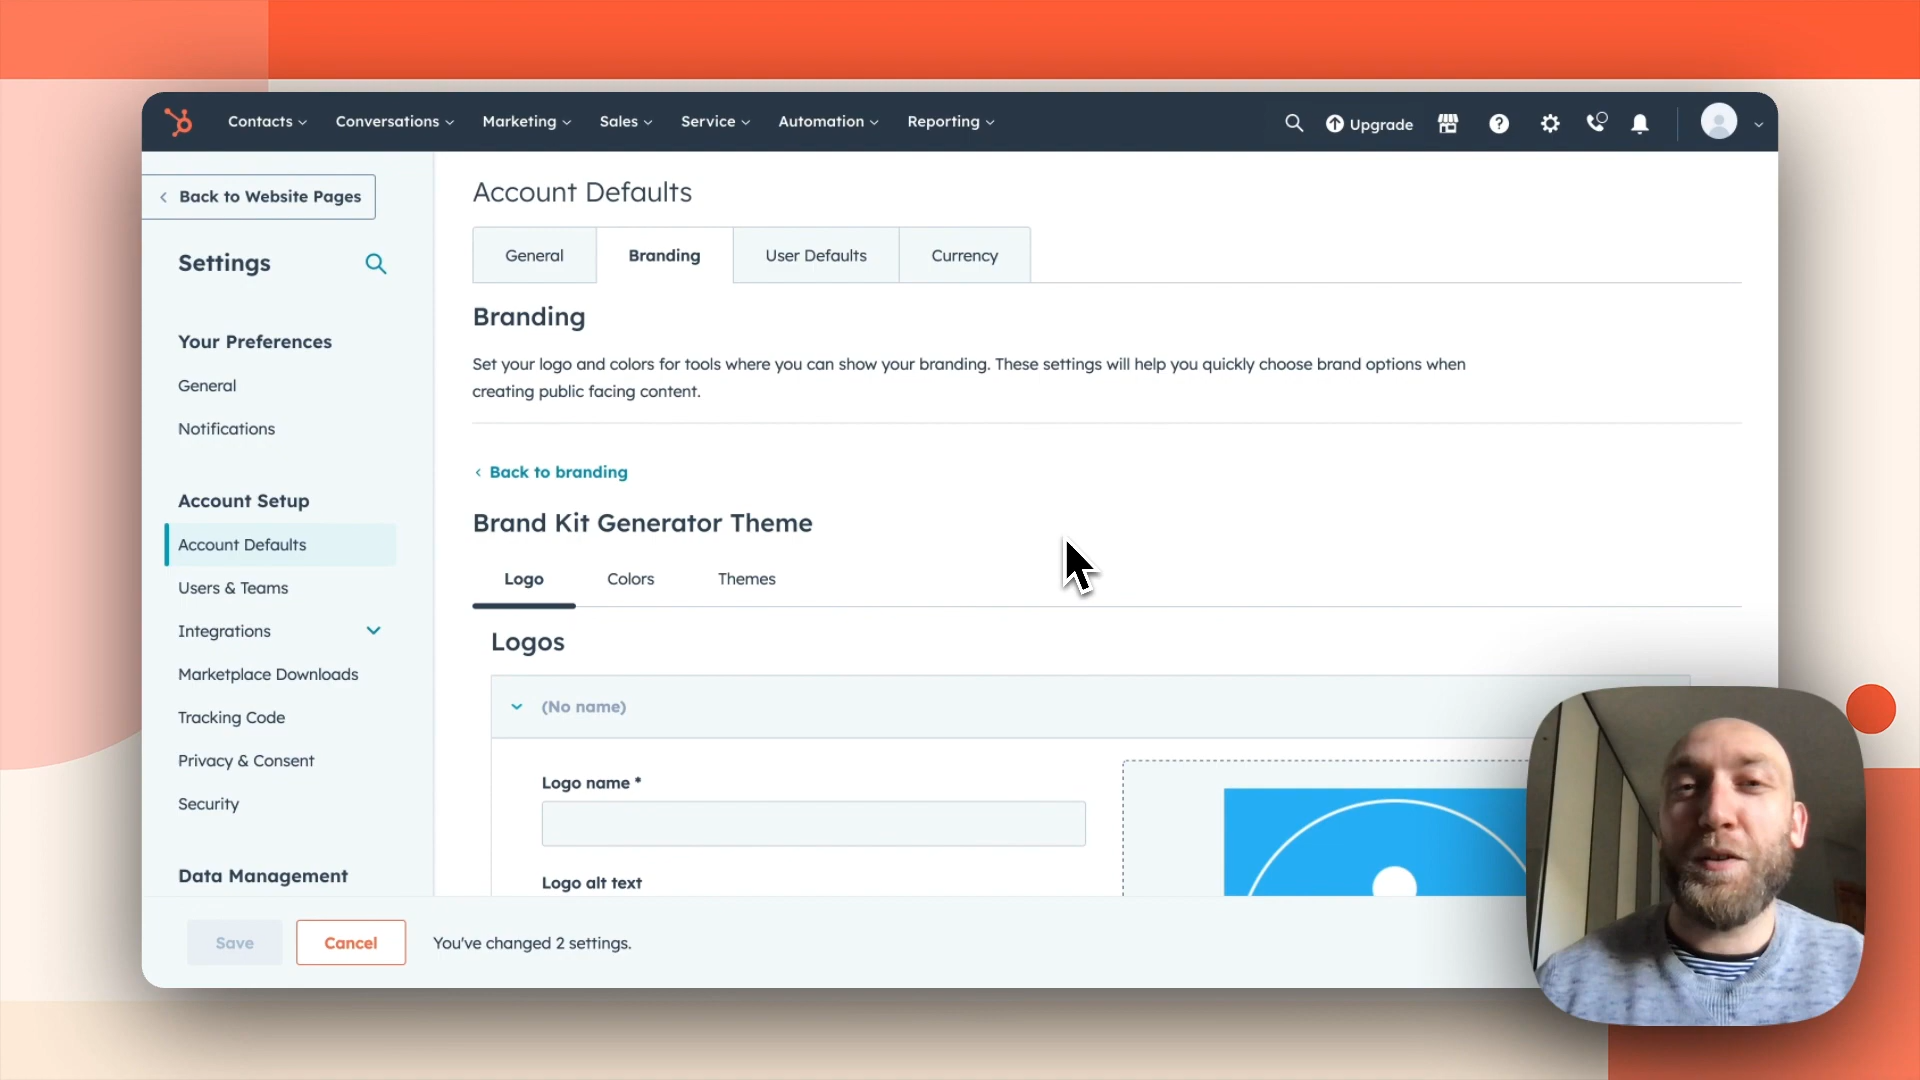 Contacts
Conversations
Marketing
Sales
Service
Automation
Reporting
Upgrade
Back to Website Pages
Settings
Your Preferences
General
Notifications
Account Setup
Account Defaults
Users & Teams
Integrations
Marketplace Downloads
Tracking Code
Privacy & Consent
Security
Data Management
Account Defaults
General
Branding
User Defaults
Currency
Branding
Set your logo and colors for tools where you can show your branding. These settings will help you quickly choose brand options when
creating public facing content.
Back to branding
Brand Kit Generator Theme
Logo
Colors
Themes
Logos
(No name)
Logo name *
Logo alt text
Save
Cancel
You've changed 2 settings.